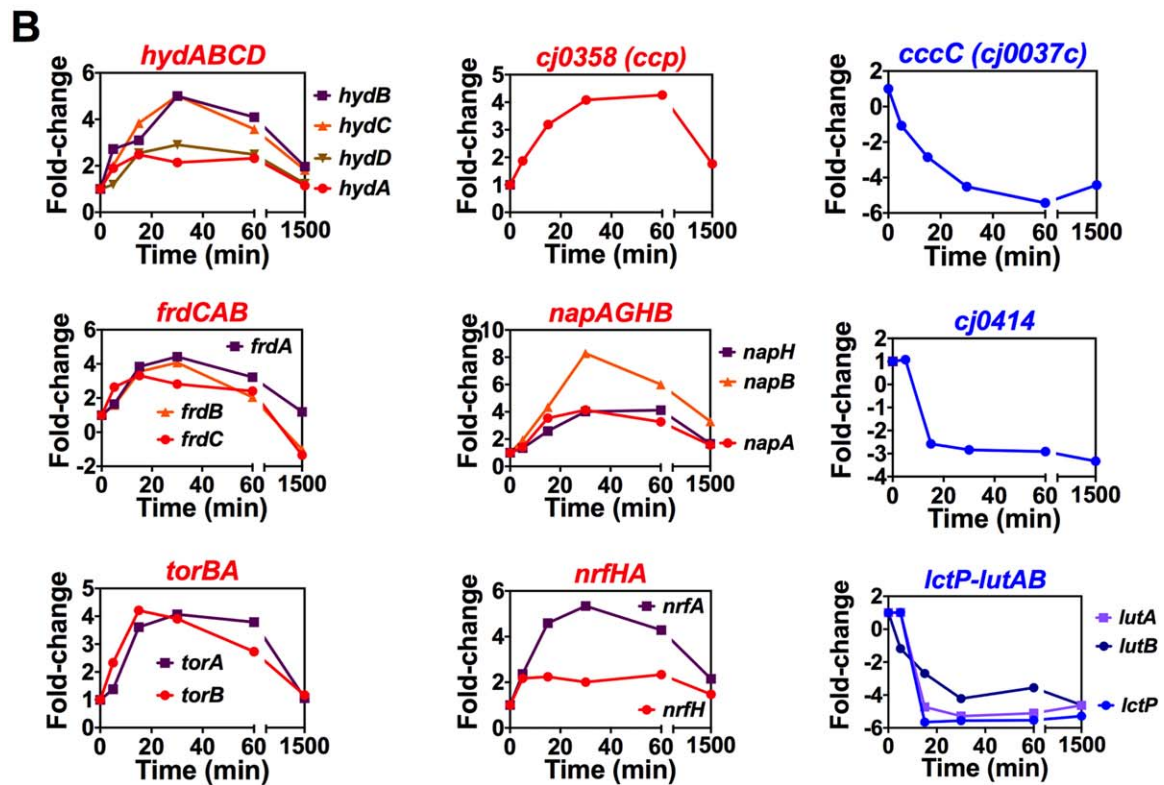 B
hydABCD
Fold-change
6
4
2
0
0 20 40 60 1500
Time (min)
hydB
hydC
hydD
hydA
cj0358 (ccp)
Fold-change
5
4
3
2
1
0
0 20 40 60 1500
Time (min)
cccC (cj0037c)
Fold-change
2
0
-2
-4
-6
0 20 40 60 1500
Time (min)
frdCAB
Fold-change
6
4
2
0
-2
0 20 40 60 1500
Time (min)
frdA
frdB
frdC
napAGHB
Fold-change
10
8
6
4
2
0
0 20 40 60 1500
Time (min)
napH
napB
napA
cj0414
Fold-change
2
1
0
-1
-2
-3
-4
0 20 40 60 1500
Time (min)
torBA
Fold-change
5
4
3
2
1
0
0 20 40 60 1500
Time (min)
torA
torB
nrfHA
Fold-change
6
4
2
0
0 20 40 60 1500
Time (min)
nrfA
nrfH
lctP-lutAB
Fold-change
2
0
-2
-4
-6
0 20 40 60 1500
Time (min)
lutA
lutB
lctP